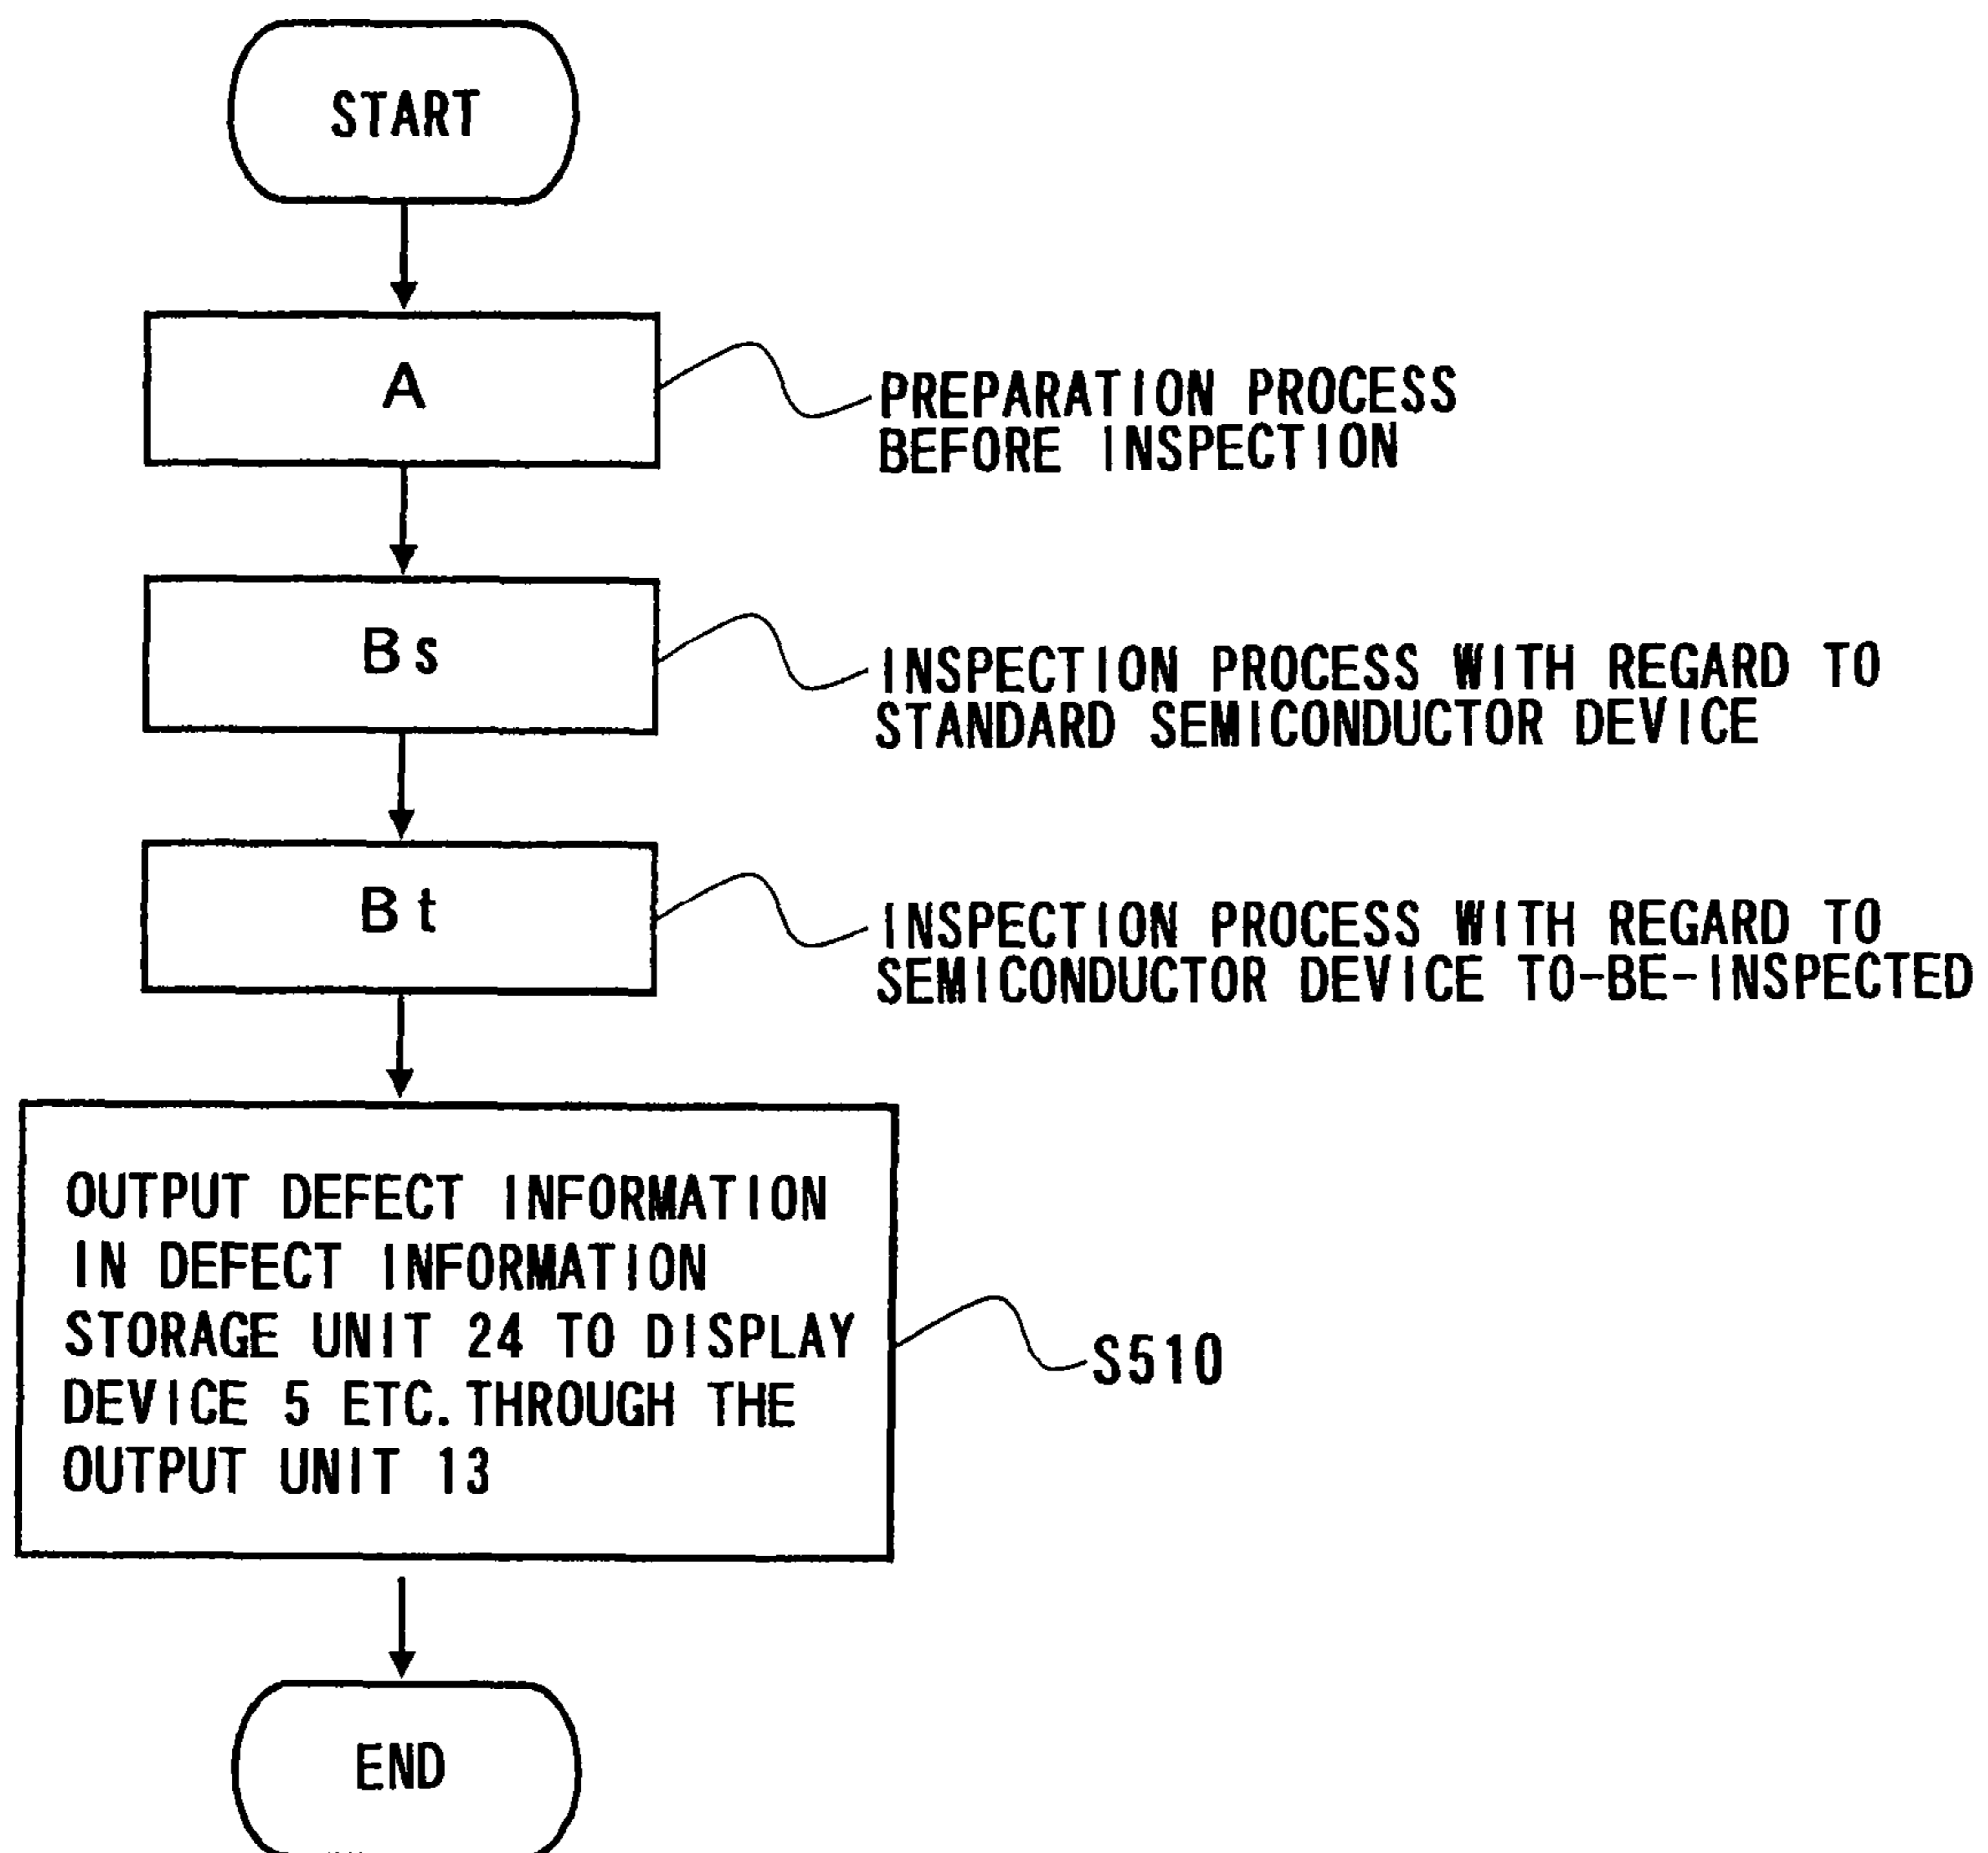 START
A
PREPARATION PROCESS
BEFORE INSPECTION
Bs
INSPECTION PROCESS WITH REGARD TO
STANDARD SEMICONDUCTOR DEVICE
Bt
INSPECTION PROCESS WITH REGARD TO
SEMICONDUCTOR DEVICE TO-BE-INSPECTED
OUTPUT DEFECT INFORMATION
IN DEFECT INFORMATION
STORAGE UNIT 24 TO DISPLAY
DEVICE 5 ETC. THROUGH THE
OUTPUT UNIT 13
S510
END